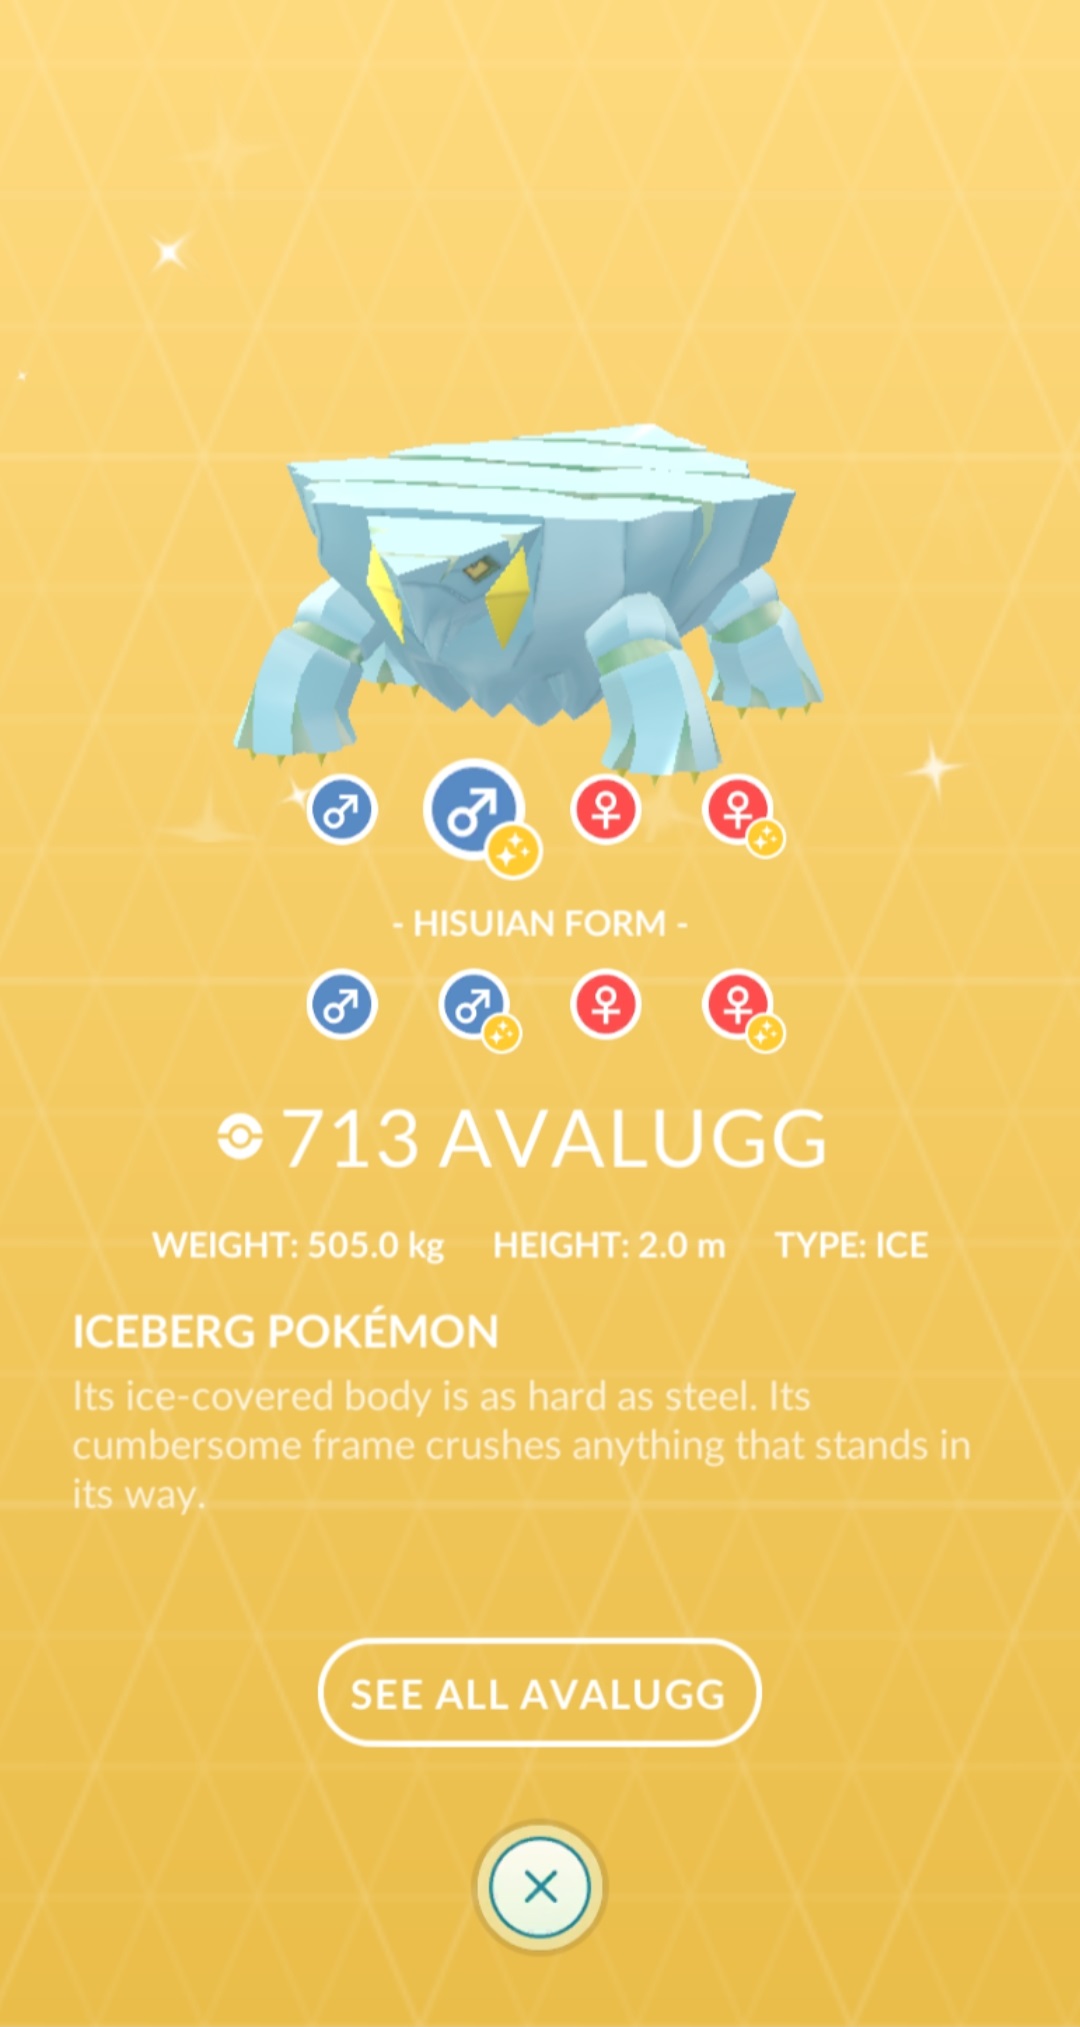 - HISUIAN FORM -
713 AVALUGG
WEIGHT: 505.0 kg HEIGHT: 2.0 m TYPE: ICE
ICEBERG POKÉMON
Its ice-covered body is as hard as steel. Its
cumbersome frame crushes anything that stands in
its way.
SEE ALL AVALUGG